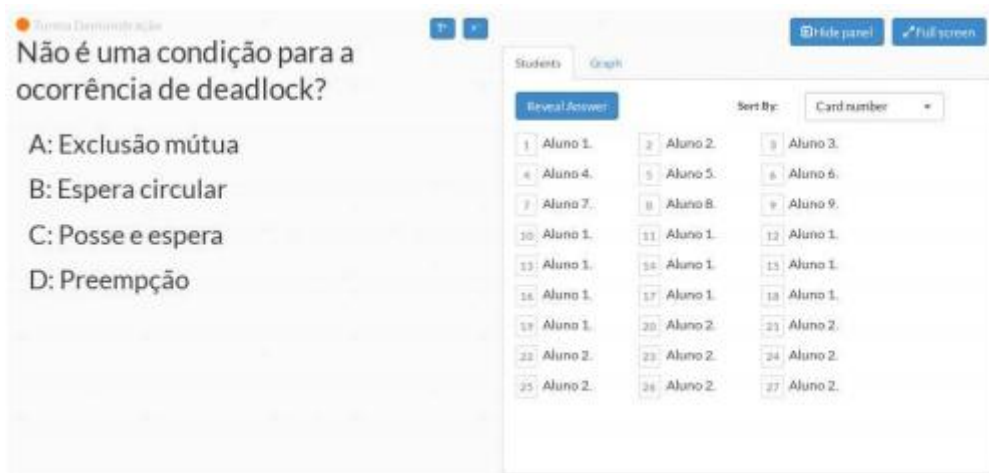 Turma Demonstração
Não é uma condição para a
ocorrência de deadlock?
A: Exclusão mútua
B: Espera circular
C: Posse e espera
D: Preempção
Hide panel
Full screen
Students Graph
Reveal Answer Sort By: Card number
1 Aluno 1. 2 Aluno 2. 3 Aluno 3.
4 Aluno 4. 5 Aluno 5. 6 Aluno 6.
7 Aluno 7. 8 Aluno 8. 9 Aluno 9.
10 Aluno 1. 11 Aluno 1. 12 Aluno 1.
13 Aluno 1. 14 Aluno 1. 15 Aluno 1.
16 Aluno 1. 17 Aluno 1. 18 Aluno 1.
19 Aluno 1. 20 Aluno 2. 21 Aluno 2.
22 Aluno 2. 23 Aluno 2. 24 Aluno 2.
25 Aluno 2. 26 Aluno 2. 27 Aluno 2.